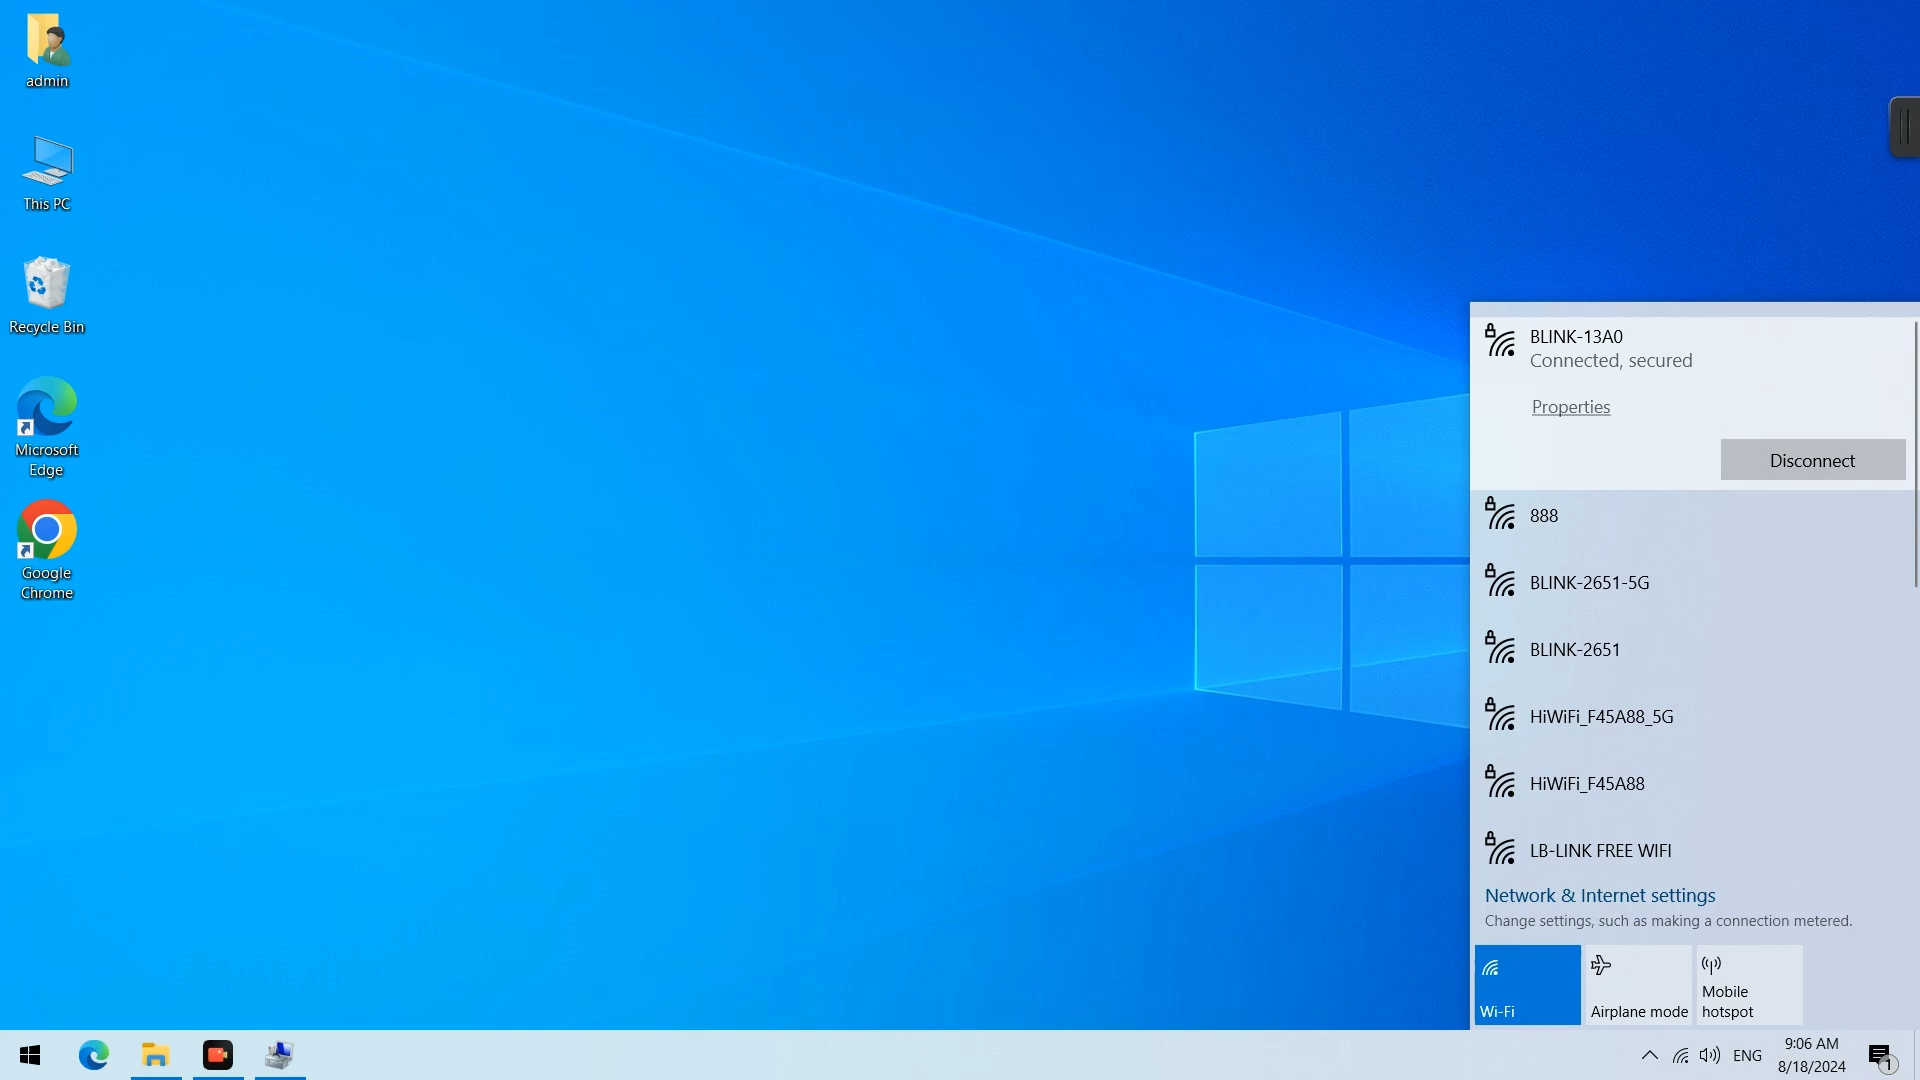 admin
This PC
Recycle Bin
Microsoft
Edge
Google
Chrome
BLINK-13A0
Connected, secured
Properties
Disconnect
888
BLINK-2651-5G
BLINK-2651
HiWiFi_F45A88_5G
HiWiFi_F45A88
LB-LINK FREE WIFI
Network & Internet settings
Change settings, such as making a connection metered.
Wi-Fi
Airplane mode
Mobile
hotspot
ENG
9:06 AM
8/18/2024
1